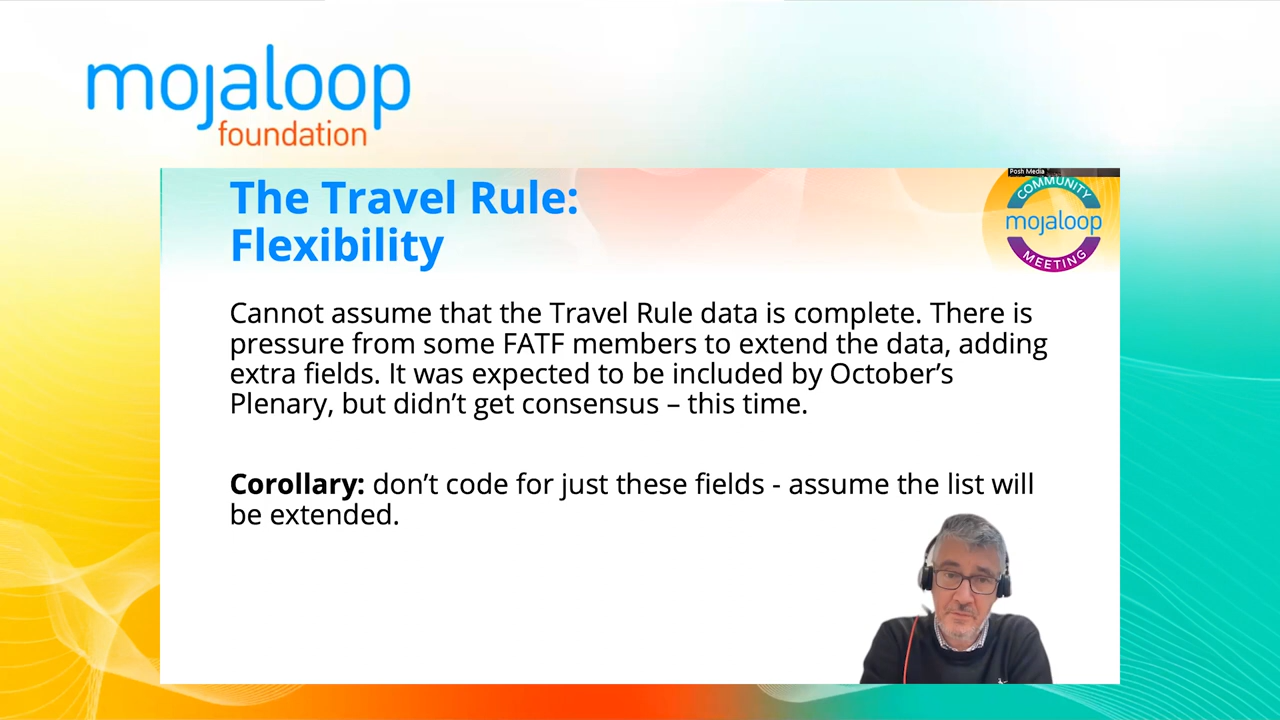 mojaloop
foundation
The Travel Rule:
Flexibility
Posh Media
COMMUNITY
mojaloop
MEETING
Cannot assume that the Travel Rule data is complete. There is
pressure from some FATF members to extend the data, adding
extra fields. It was expected to be included by October’s
Plenary, but didn’t get consensus – this time.
Corollary: don’t code for just these fields - assume the list will
be extended.